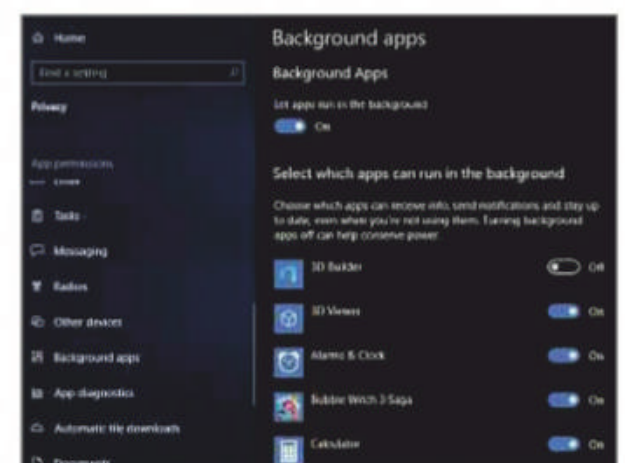 Home
Find a setting
Privacy
App permissions
Tasks
Messaging
Radios
Other devices
Background apps
App diagnostics
Automatic file downloads
Documents
Background apps
Background Apps
Let apps run in the background
On
Select which apps can run in the background
Choose which apps can receive info, send notifications and stay up
to date, even when you're not using them. Turning background
apps off can help conserve power.
3D Builder
Off
3D Viewer
On
Alarms & Clock
On
Bubble Witch 3 Saga
On
Calculator
On